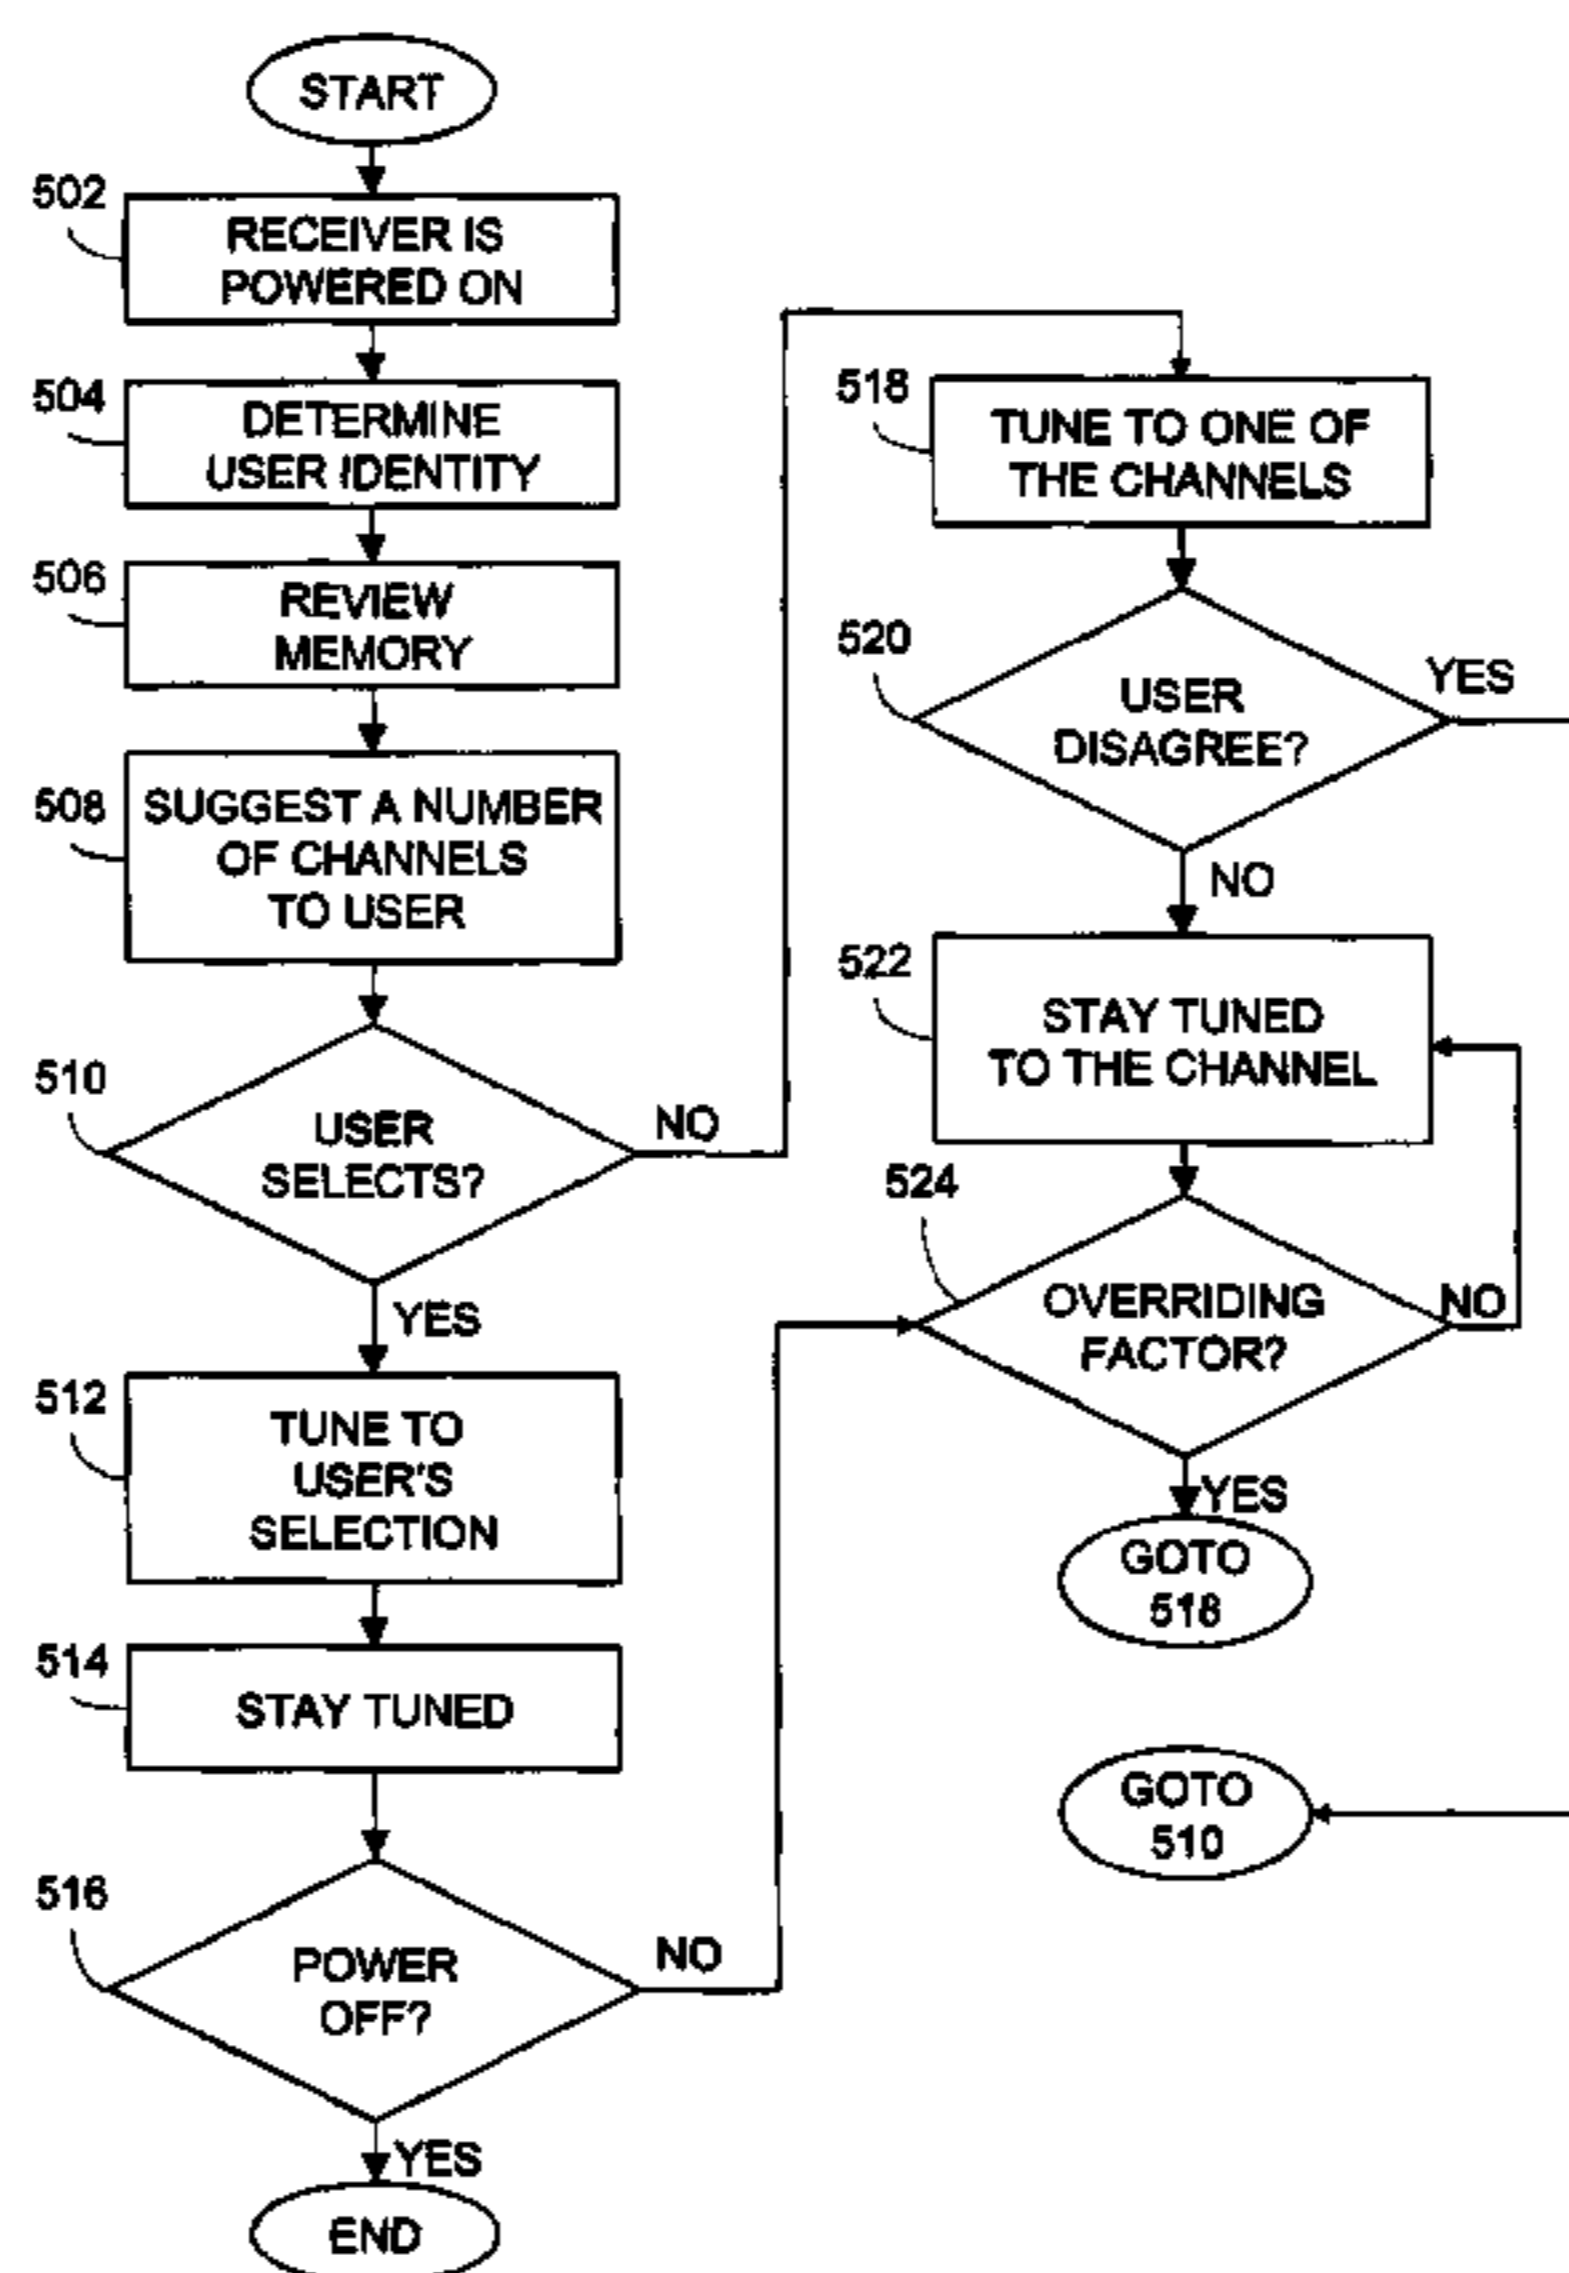 START
502
RECEIVER IS
POWERED ON
504
DETERMINE
USER IDENTITY
506
REVIEW
MEMORY
508
SUGGEST A NUMBER
OF CHANNELS
TO USER
510
USER
SELECTS?
NO
YES
512
TUNE TO
USER'S
SELECTION
514
STAY TUNED
516
POWER
OFF?
NO
YES
END
518
TUNE TO ONE OF
THE CHANNELS
520
USER
DISAGREE?
YES
NO
522
STAY TUNED
TO THE CHANNEL
524
OVERRIDING
FACTOR?
NO
YES
GOTO
518
GOTO
510